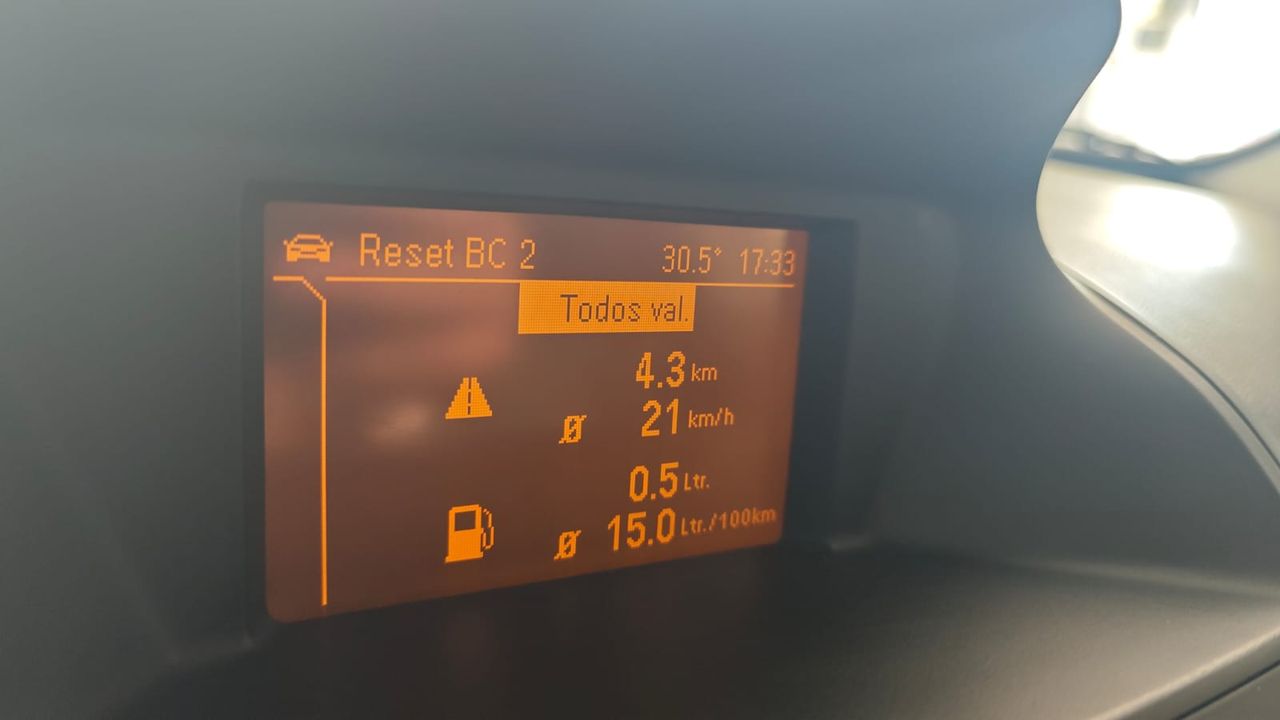 Reset BC 2 30.5° 17:33
Todos val.
4.3 km
Ø 21 km/h
0.5 Ltr.
Ø 15.0 Ltr./100km